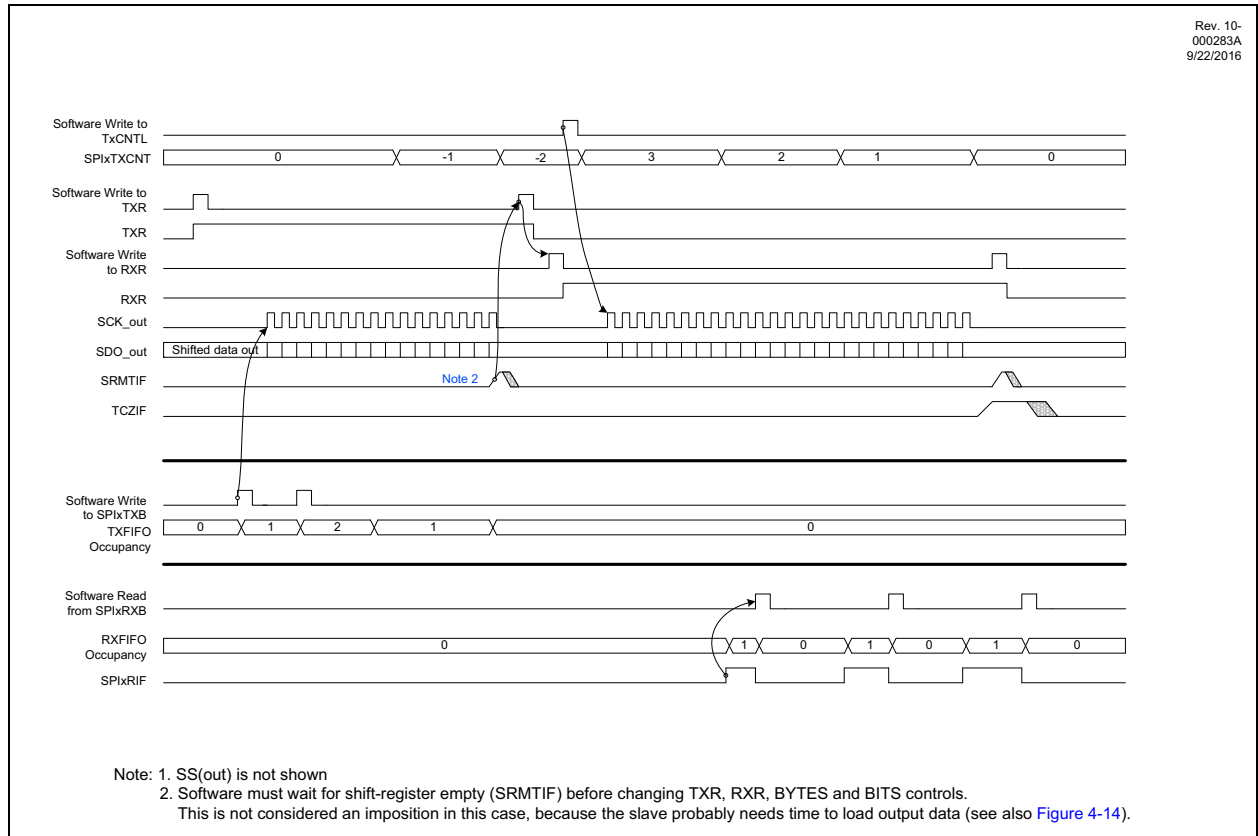 Rev. 10-
000283A
9/22/2016
Software Write to
TxCNTL
SPIxTXCNT
0
-1
-2
3
2
1
0
Software Write to
TXR
TXR
Software Write
to RXR
RXR
SCK_out
SDO_out
Shifted data out
SRMTIF
Note 2
TCZIF
Software Write
to SPIxTXB
TXFIFO
Occupancy
0
1
2
1
0
Software Read
from SPIxRXB
RXFIFO
Occupancy
0
1
0
1
0
1
0
SPIxRIF
Note: 1. SS(out) is not shown
2. Software must wait for shift-register empty (SRMTIF) before changing TXR, RXR, BYTES and BITS controls.
This is not considered an imposition in this case, because the slave probably needs time to load output data (see also Figure 4-14).